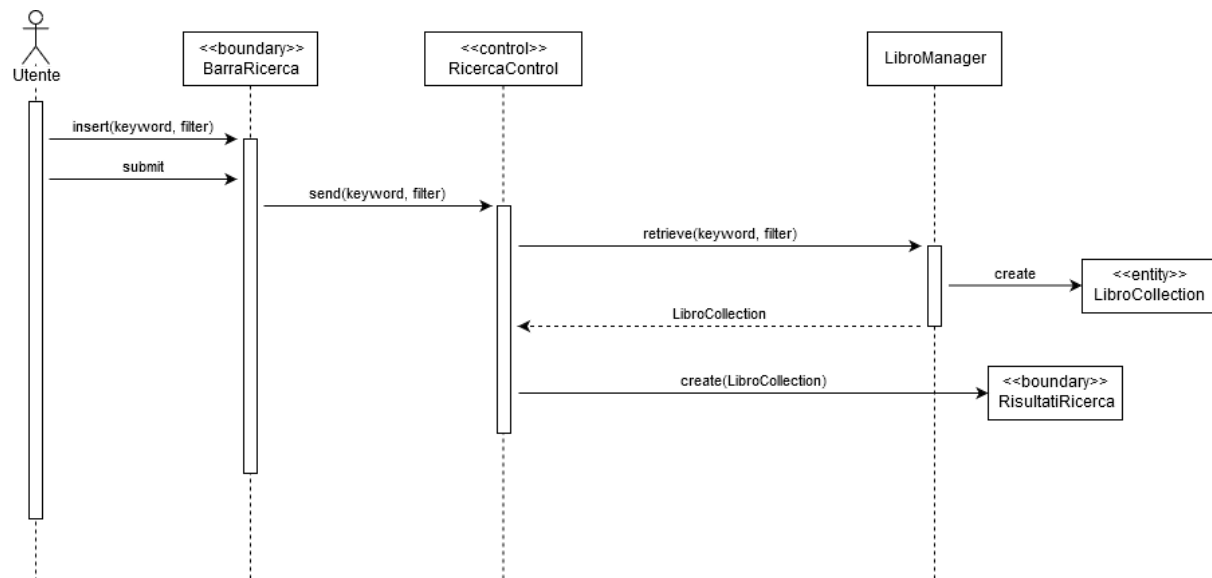 Utente
<<boundary>>
BarraRicerca
<<control>>
RicercaControl
LibroManager
insert(keyword, filter)
submit
send(keyword, filter)
retrieve(keyword, filter)
create
<<entity>>
LibroCollection
LibroCollection
create(LibroCollection)
<<boundary>>
RisultatiRicerca